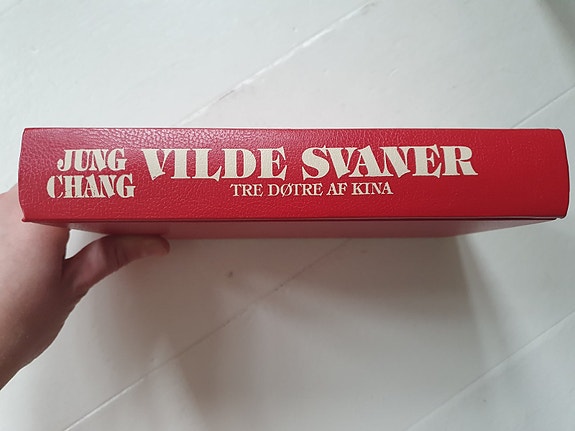 JUNG
CHANG
VILDE SVANER
TRE DØTRE AF KINA